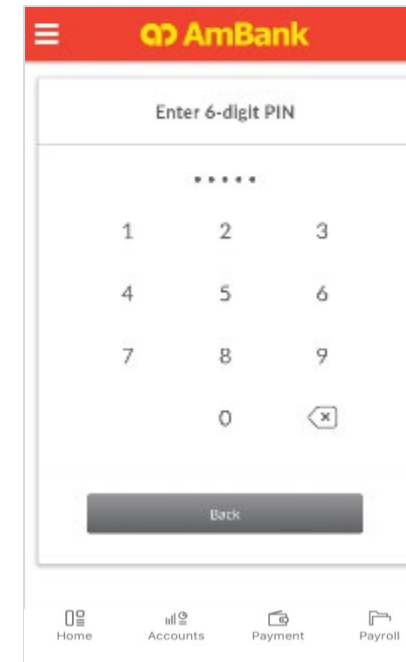 AmBank
Enter 6-digit PIN
1 2 3
4 5 6
7 8 9
0
Back
Home Accounts Payment Payroll